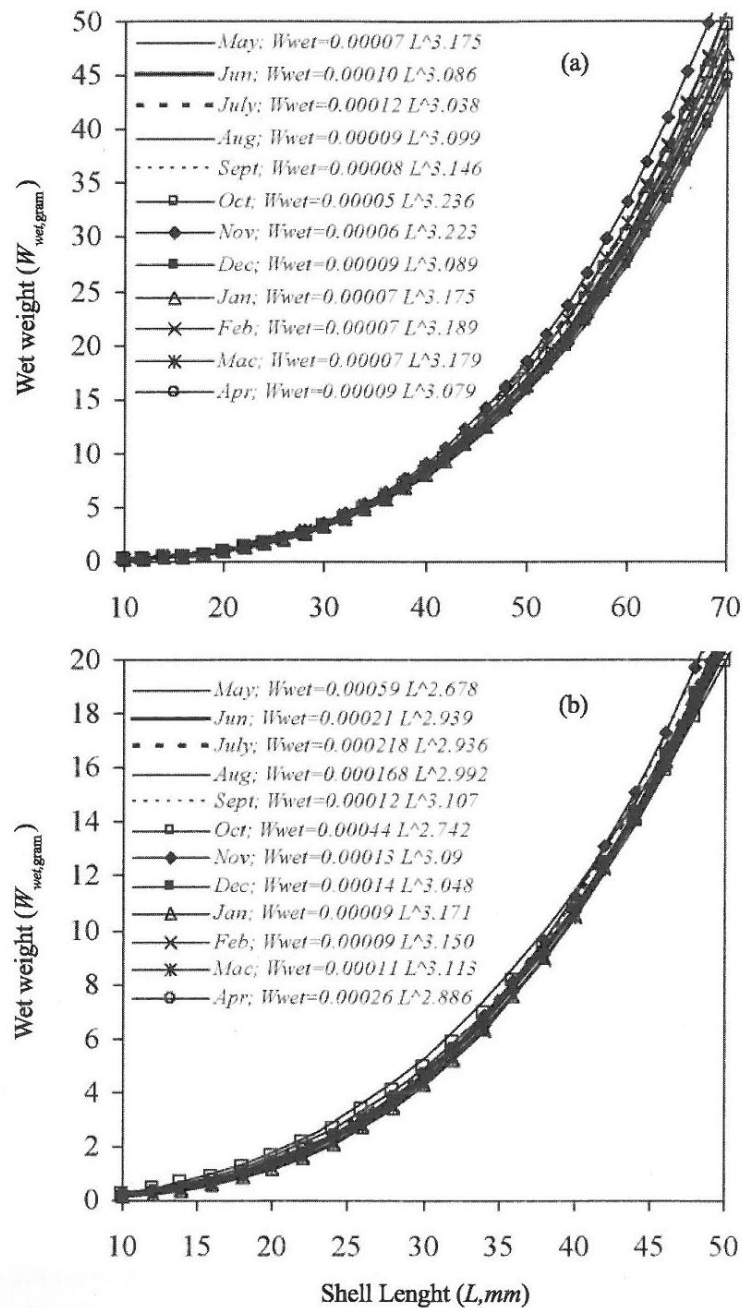 50
45
40
35
30
25
20
15
10
5
0
Wet weight (Wwet,gram)
May; Wwet=0.00007 L^3.175
Jun; Wwet=0.00010 L^3.086
July; Wwet=0.00012 L^3.038
Aug; Wwet=0.00009 L^3.099
Sept; Wwet=0.00008 L^3.146
Oct; Wwet=0.00005 L^3.236
Nov; Wwet=0.00006 L^3.223
Dec; Wwet=0.00009 L^3.089
Jan; Wwet=0.00007 L^3.175
Feb; Wwet=0.00007 L^3.189
Mac; Wwet=0.00007 L^3.179
Apr; Wwet=0.00009 L^3.079
(a)
10 20 30 40 50 60 70
20
18
16
14
12
10
8
6
4
2
0
Wet weight (Wwet,gram)
May; Wwet=0.00059 L^2.678
Jun; Wwet=0.00021 L^2.939
July; Wwet=0.000218 L^2.936
Aug; Wwet=0.000168 L^2.992
Sept; Wwet=0.00012 L^3.107
Oct; Wwet=0.00044 L^2.742
Nov; Wwet=0.00013 L^3.09
Dec; Wwet=0.00014 L^3.048
Jan; Wwet=0.00009 L^3.171
Feb; Wwet=0.00009 L^3.150
Mac; Wwet=0.00011 L^3.113
Apr; Wwet=0.00026 L^2.886
(b)
10 15 20 25 30 35 40 45 50
Shell Lenght (L,mm)